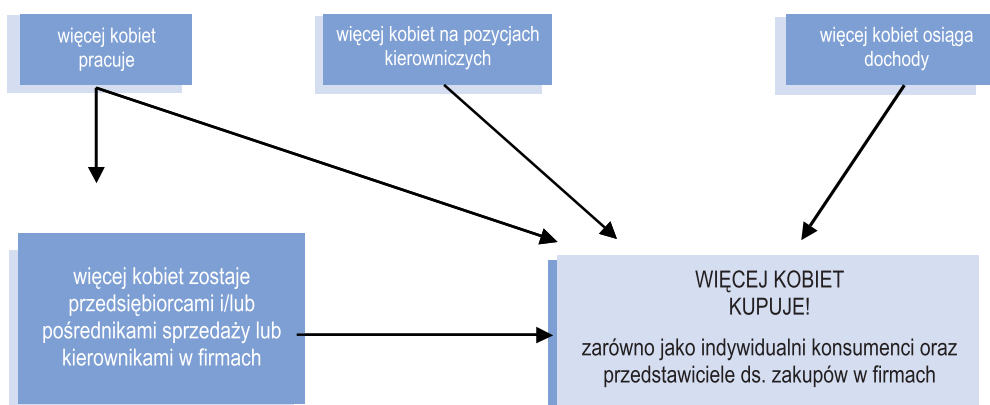 więcej kobiet
pracuje
więcej kobiet na pozycjach
kierowniczych
więcej kobiet osiąga
dochody
więcej kobiet zostaje
przedsiębiorcami i/lub
pośrednikami sprzedaży lub
kierownikami w firmach
WIĘCEJ KOBIET
KUPUJE!
zarówno jako indywidualni konsumenci oraz
przedstawiciele ds. zakupów w firmach